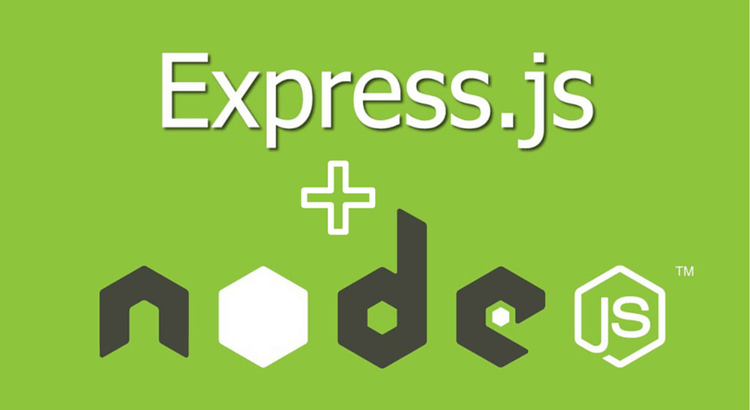 Express.js
+
node JS ™